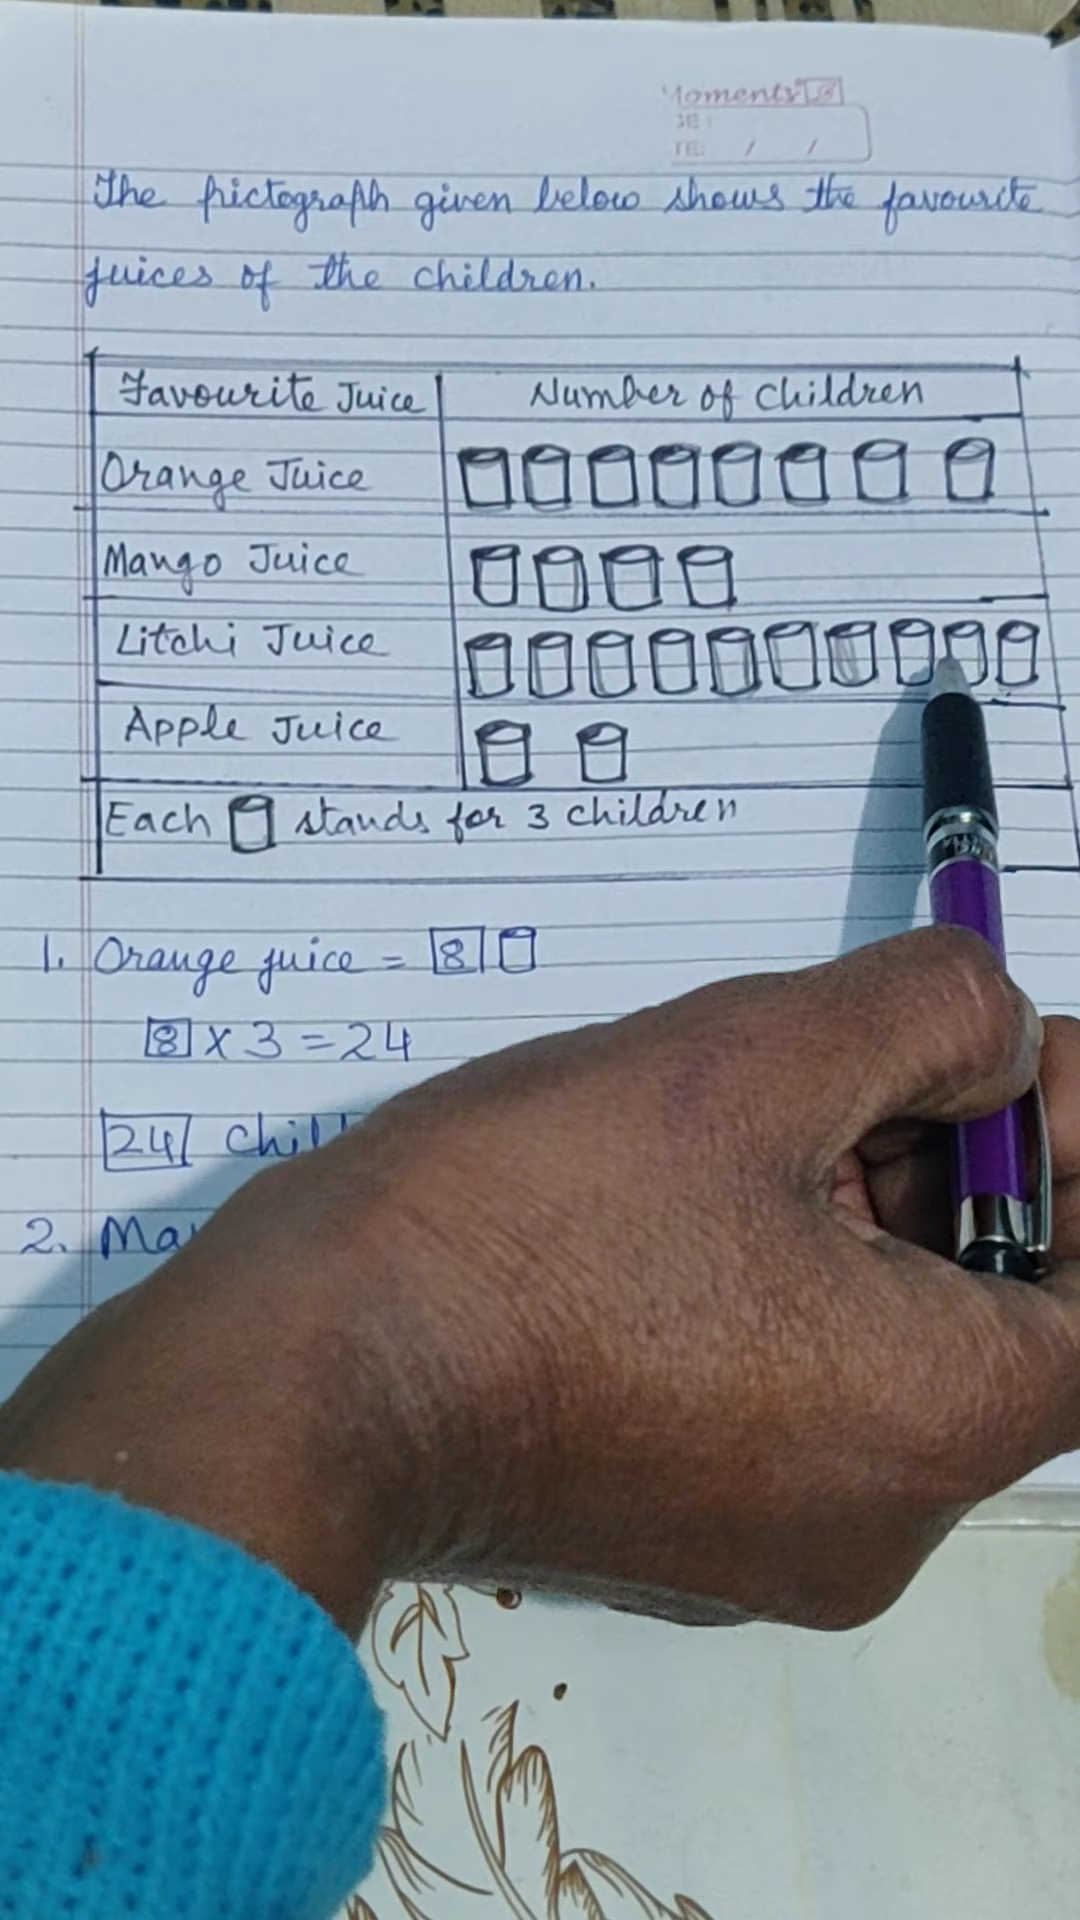 Moments
The pictograph given below shows the favourite
juices of the children.
Favourite Juice Number of children
Orange Juice
Mango Juice
Litchi Juice
Apple Juice
Each stands for 3 children
1. Orange juice = 8
8 x 3 = 24
24 Chil
2. Ma